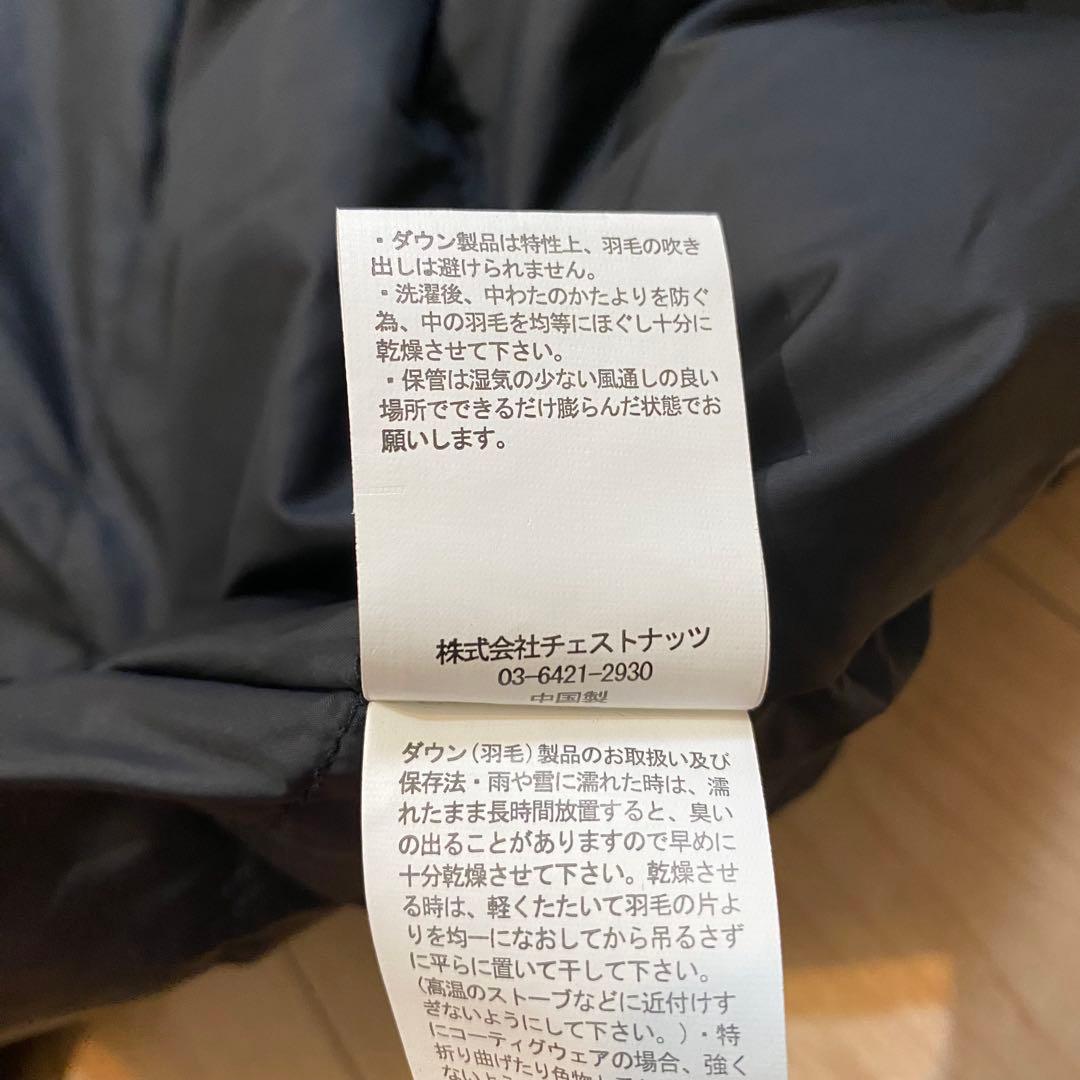 ・ダウン製品は特性上、羽毛の吹き
出しは避けられません。
・洗濯後、中わたのかたよりを防ぐ
為、中の羽毛を均等にほぐし十分に
乾燥させて下さい。
・保管は湿気の少ない風通しの良い
場所でできるだけ膨らんだ状態でお
願いします。
株式会社チェストナッツ
03-6421-2930
中国製
ダウン(羽毛)製品のお取扱い及び
保存法・雨や雪に濡れた時は、濡
れたまま長時間放置すると、臭い
の出ることがありますので早めに
十分乾燥させて下さい。乾燥させ
る時は、軽くたたいて羽毛の片よ
りを均一になおしてから吊るさず
に平らに置いて干して下さい。
(高温のストーブなどに近付けす
ぎないようにして下さい。)・特
にコーティグウェアの場合、強く
折り曲げたり色物と
ないよう